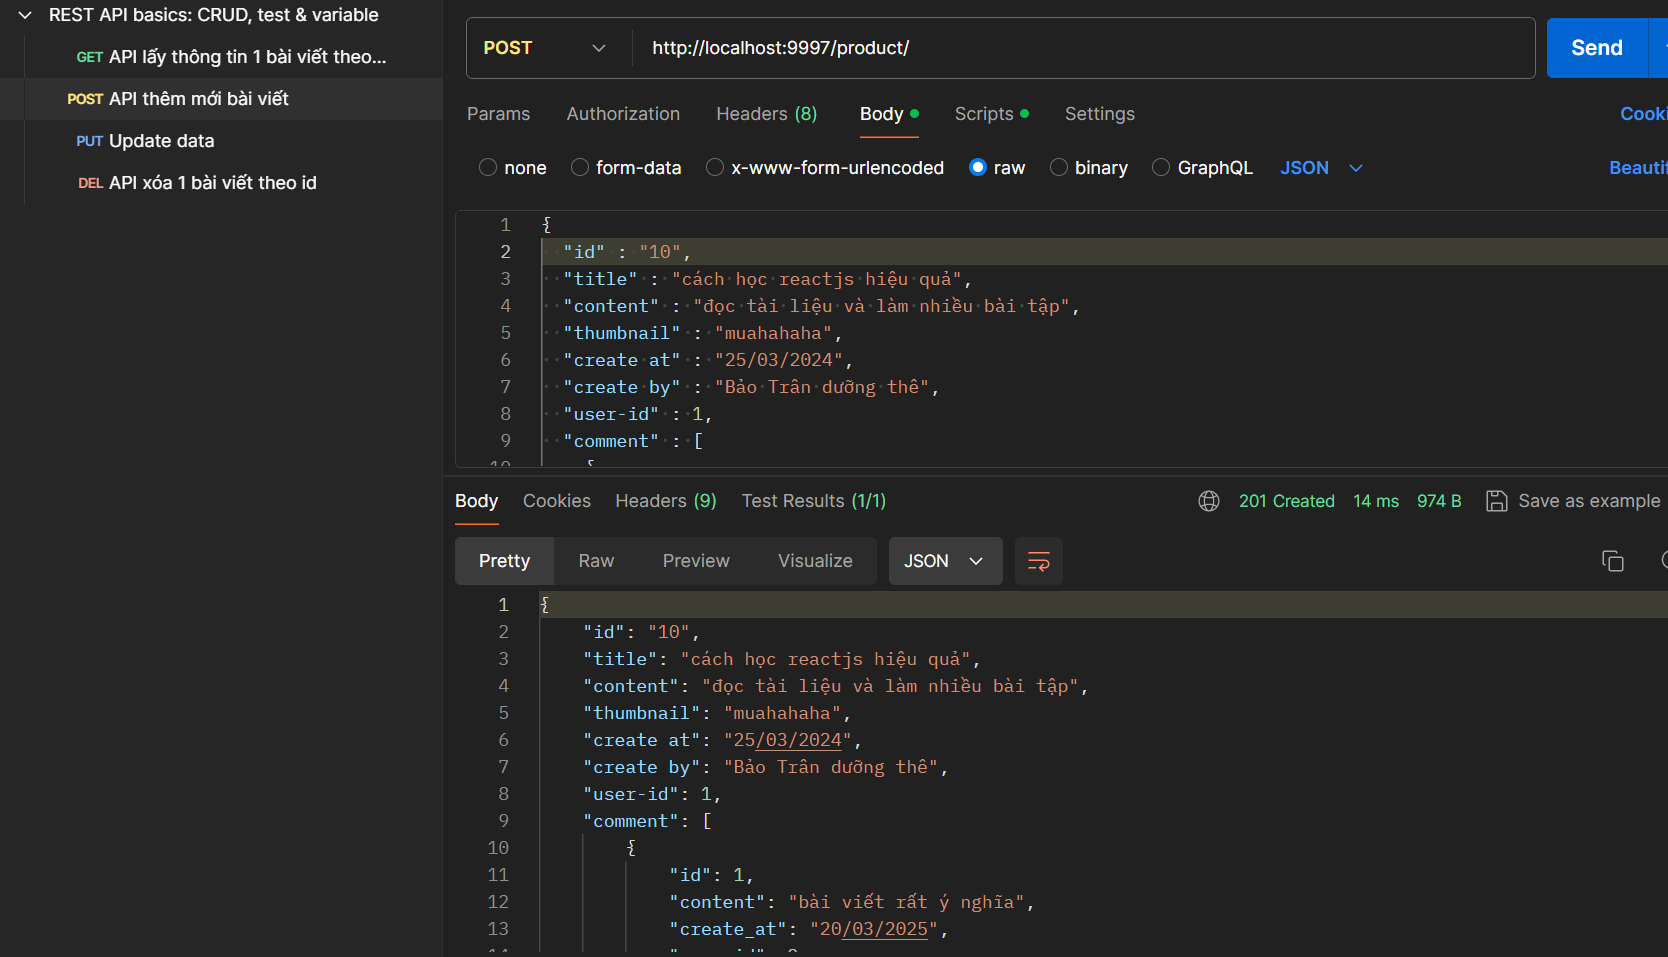 REST API basics: CRUD, test & variable
GET API lấy thông tin 1 bài viết theo...
POST API thêm mới bài viết
PUT Update data
DEL API xóa 1 bài viết theo id
POST http://localhost:9997/product/ Send
Params Authorization Headers (8) Body Scripts Settings Cooki
none form-data x-www-form-urlencoded raw binary GraphQL JSON Beautif
1 {
2 "id" : "10",
3 "title" : "cách học reactjs hiệu quả",
4 "content" : "đọc tài liệu và làm nhiều bài tập",
5 "thumbnail" : "muahahaha",
6 "create at" : "25/03/2024",
7 "create by" : "Bảo Trân dưỡng thê",
8 "user-id" : 1,
9 "comment" : [
10 {
Body Cookies Headers (9) Test Results (1/1) 201 Created 14 ms 974 B Save as example
Pretty Raw Preview Visualize JSON
1 {
2 "id": "10",
3 "title": "cách học reactjs hiệu quả",
4 "content": "đọc tài liệu và làm nhiều bài tập",
5 "thumbnail": "muahahaha",
6 "create at": "25/03/2024",
7 "create by": "Bảo Trân dưỡng thê",
8 "user-id": 1,
9 "comment": [
10 {
11 "id": 1,
12 "content": "bài viết rất ý nghĩa",
13 "create_at": "20/03/2025",